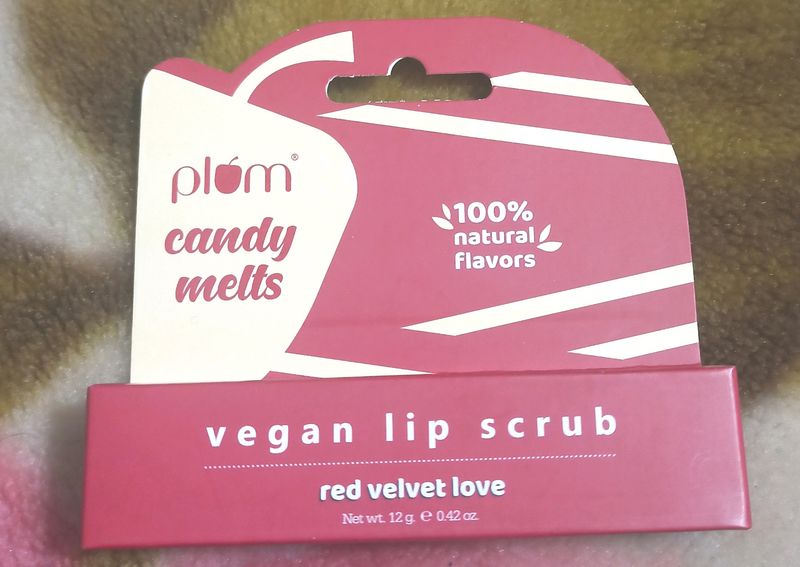 plum®
candy
melts
100%
natural
flavors
vegan lip scrub
red velvet love
Net wt. 12 g. ℮ 0.42 oz.